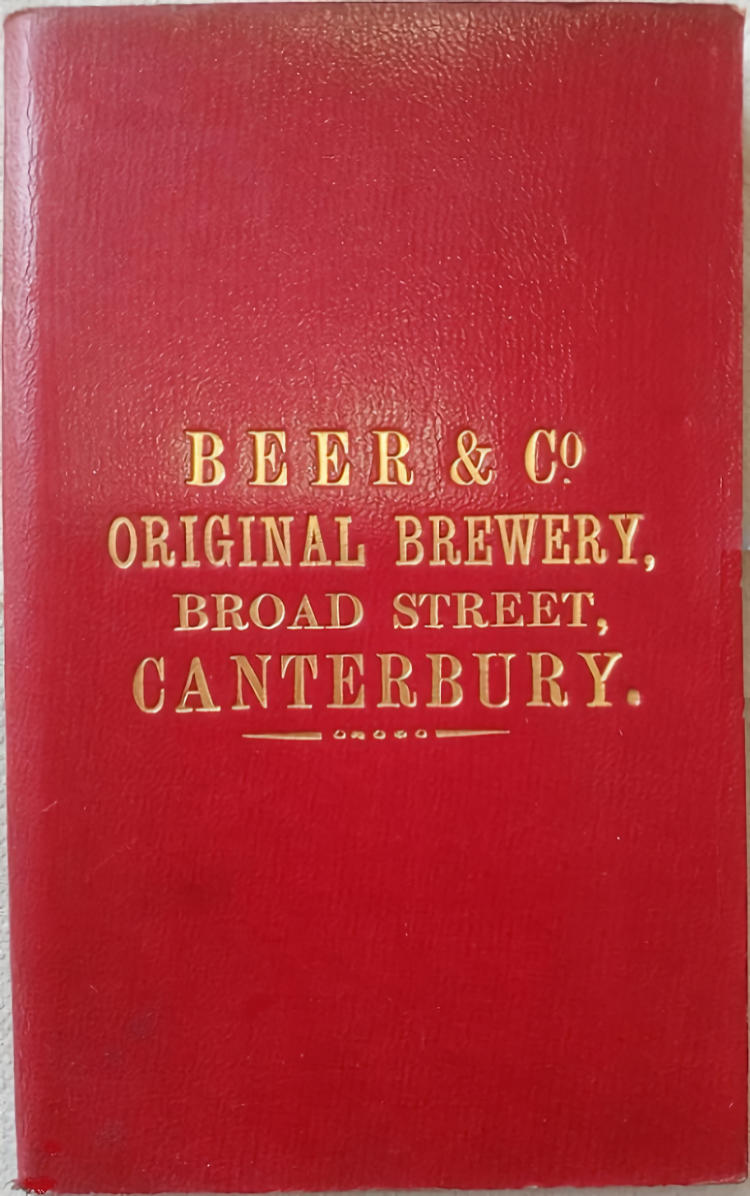 BEER & Cº.
ORIGINAL BREWERY,
BROAD STREET,
CANTERBURY.